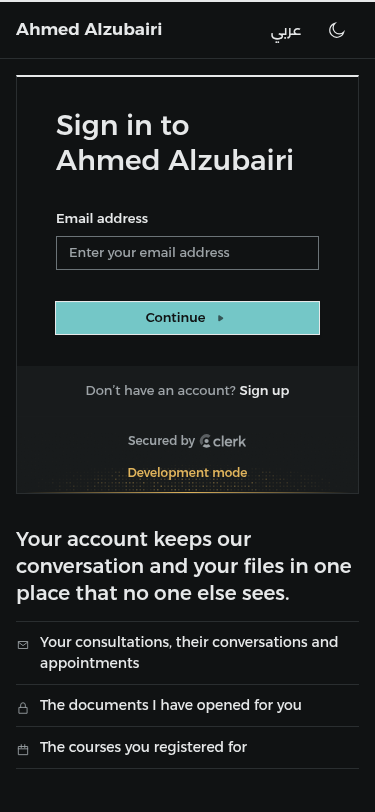 Ahmed Alzubairi
عربي
Sign in to
Ahmed Alzubairi
Email address
Enter your email address
Continue
Don't have an account? Sign up
Secured by clerk
Development mode
Your account keeps our
conversation and your files in one
place that no one else sees.
Your consultations, their conversations and
appointments
The documents I have opened for you
The courses you registered for